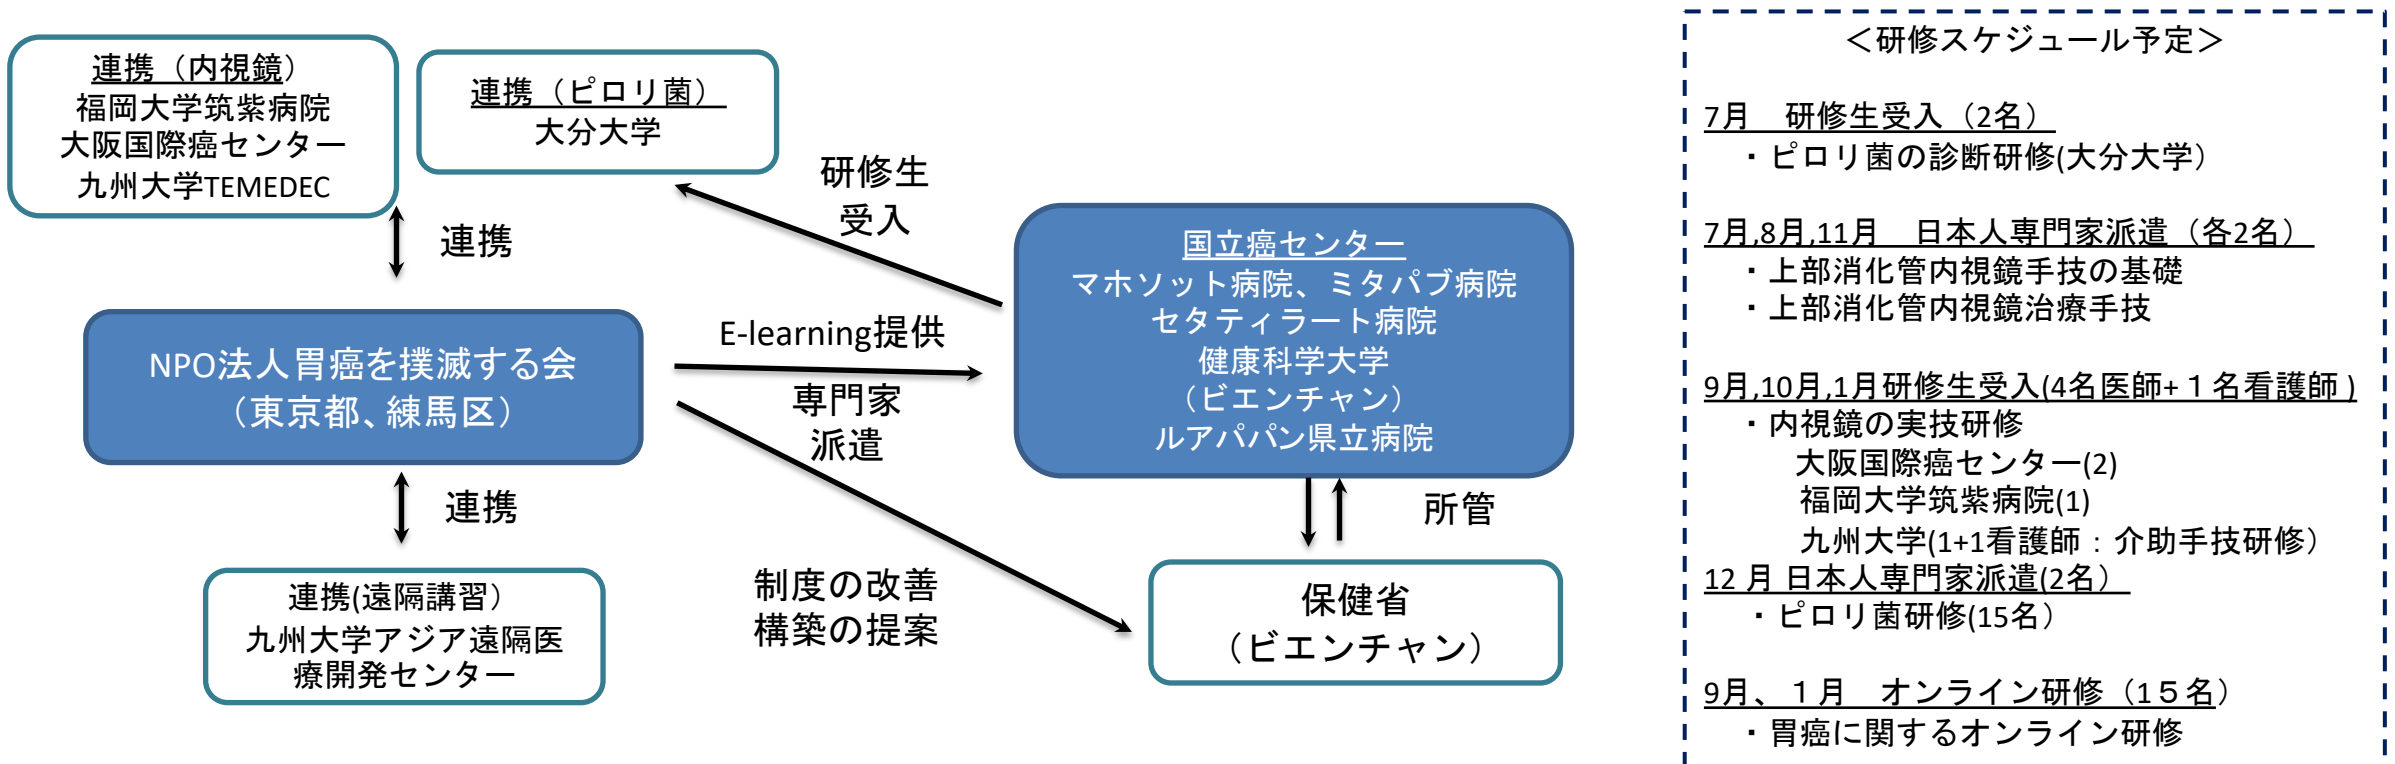 連携（内視鏡）
福岡大学筑紫病院
大阪国際癌センター
九州大学TEMEDEC
連携（ピロリ菌）
大分大学
連携
研修生
受入
NPO法人胃癌を撲滅する会
（東京都、練馬区）
E-learning提供
専門家
派遣
国立癌センター
マホソット病院、ミタパブ病院
セタティラート病院
健康科学大学
（ビエンチャン）
ルアパパン県立病院
連携
所管
連携(遠隔講習）
九州大学アジア遠隔医
療開発センター
制度の改善
構築の提案
保健省
（ビエンチャン）
＜研修スケジュール予定＞
7月　研修生受入（2名）
・ピロリ菌の診断研修(大分大学）
7月,8月,11月　日本人専門家派遣（各2名）
・上部消化管内視鏡手技の基礎
・上部消化管内視鏡治療手技
9月,10月,1月研修生受入(4名医師+１名看護師)
・内視鏡の実技研修
大阪国際癌センター(2)
福岡大学筑紫病院(1)
九州大学(1+1看護師：介助手技研修）
12 月 日本人専門家派遣(2名）
・ピロリ菌研修(15名）
9月、１月　オンライン研修（1５名）
・胃癌に関するオンライン研修